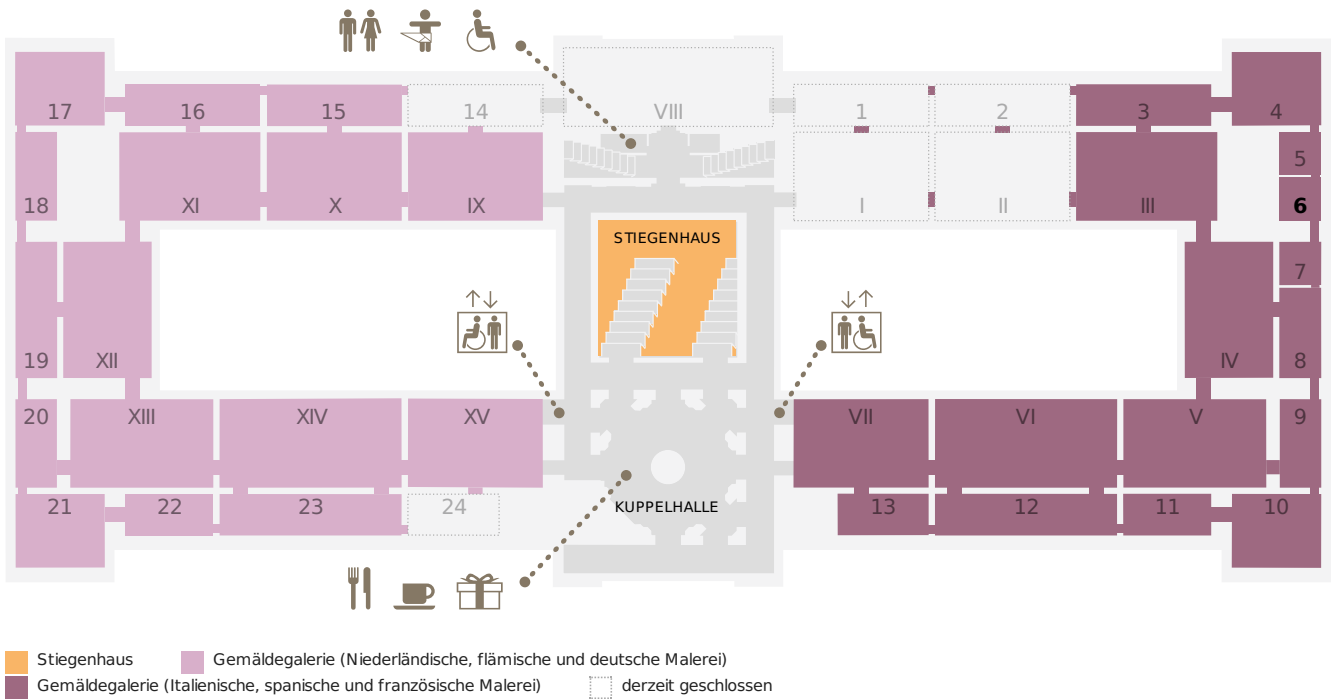 17
16
15
14
VIII
1
2
3
4
5
18
XI
X
IX
I
II
III
6
STIEGENHAUS
7
19
XII
IV
8
20
XIII
XIV
XV
VII
VI
V
9
21
22
23
24
KUPPELHALLE
13
12
11
10
Stiegenhaus
Gemäldegalerie (Niederländische, flämische und deutsche Malerei)
Gemäldegalerie (Italienische, spanische und französische Malerei)
derzeit geschlossen